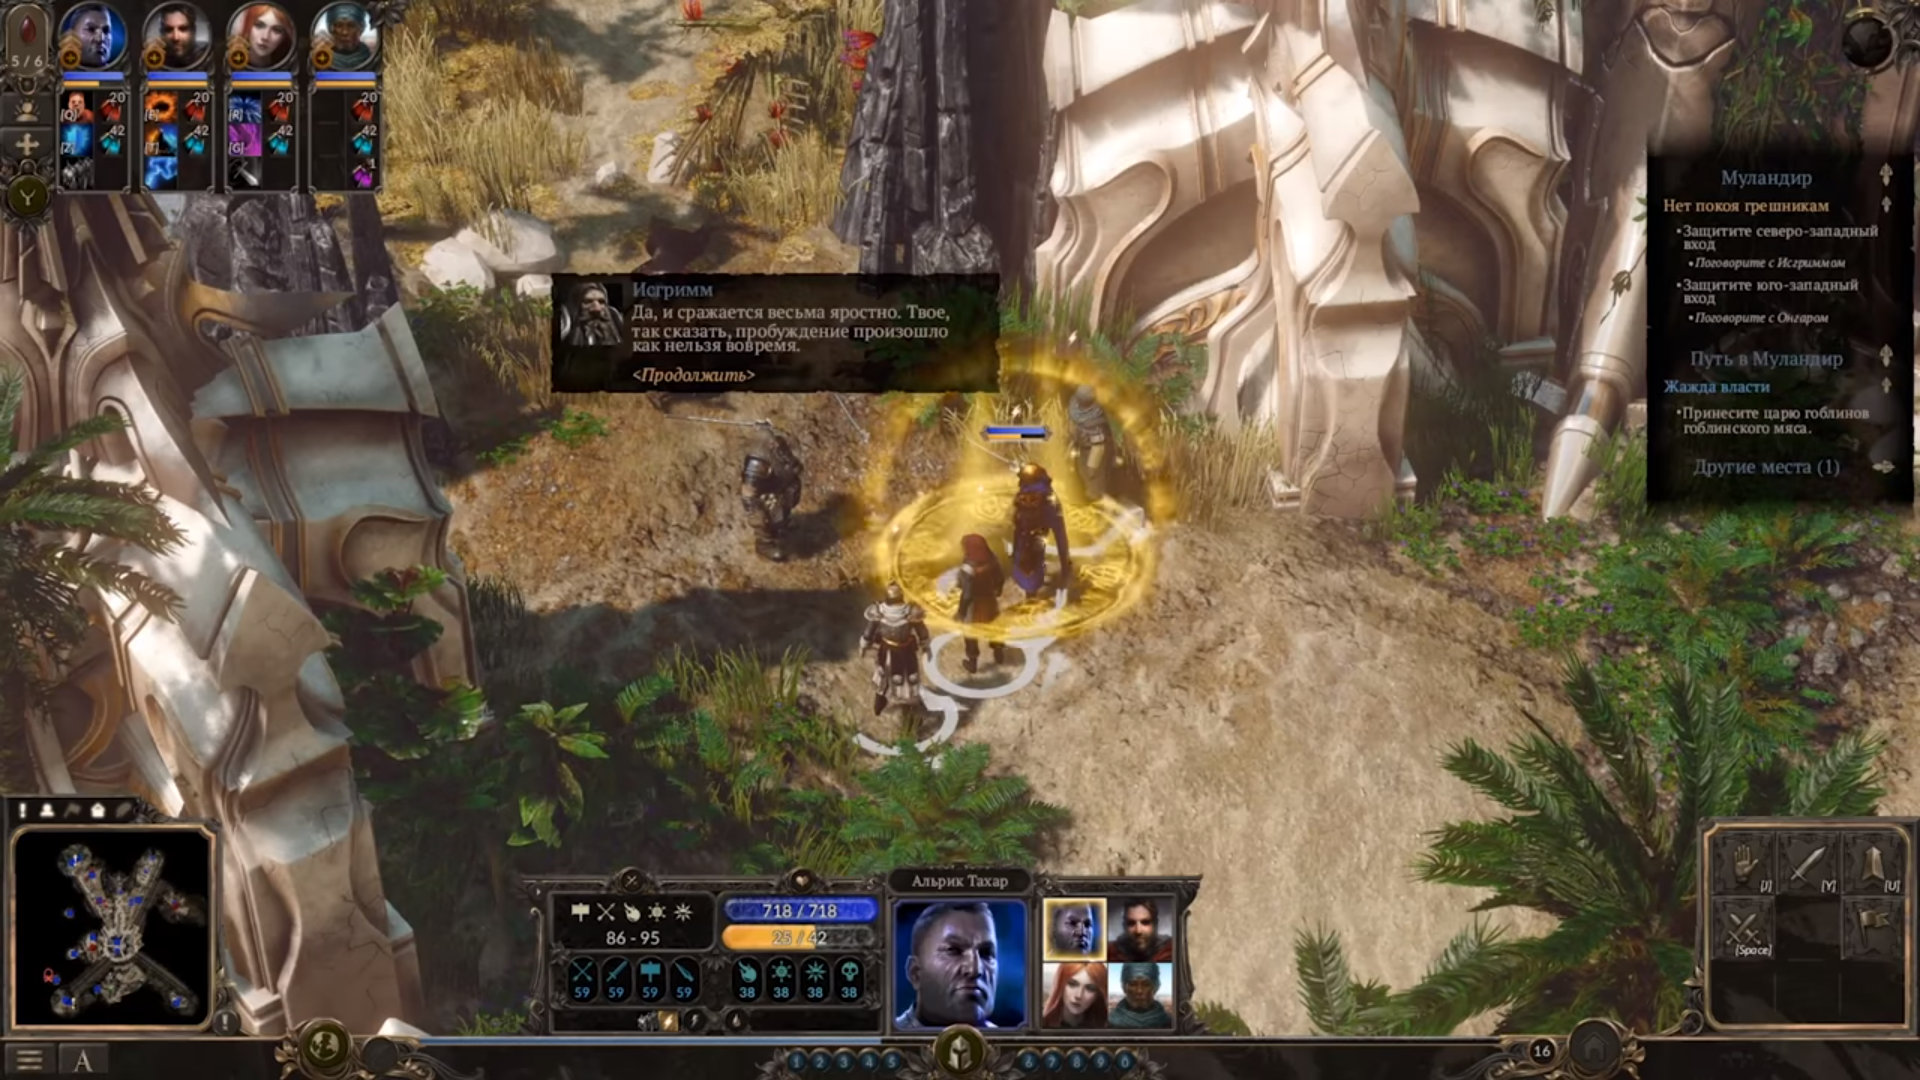 5 / 6
20
20
20
20
[Q]
[E]
[R]
42
42
42
42
[Z]
[T]
[G]
1
Муландир
Нет покоя грешникам
•Защитите северо-западный
вход
•Поговорите с Исгриммом
•Защитите юго-западный
вход
•Поговорите с Онгаром
Путь в Муландир
Жажда власти
•Принесите царю гоблинов
гоблинского мяса.
Другие места (1)
Исгримм
Да, и сражается весьма яростно. Твое,
так сказать, пробуждение произошло
как нельзя вовремя.
<Продолжить>
Альрик Тахар
718 / 718
86 - 95
25 / 42
59 59 59 59 38 38 38 38
[J] [Y] [U]
[Space]
A
1 2 3 4 5 6 7 8 9 0
16